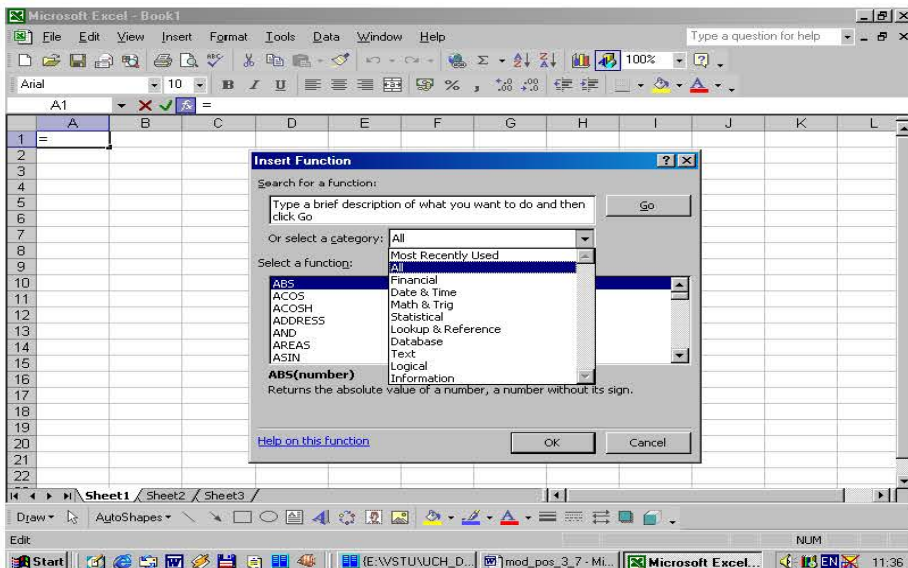 Microsoft Excel - Book1
File Edit View Insert Format Tools Data Window Help Type a question for help
Σ 100%
Arial 10 B I U % ,
A1 =
A B C D E F G H I J K L
1 =
2
3
4
5
6
7
8
9
10
11
12
13
14
15
16
17
18
19
20
21
22
Insert Function
Search for a function:
Type a brief description of what you want to do and then
click Go
Go
Or select a category: All
Most Recently Used
All
Financial
Date & Time
Math & Trig
Statistical
Lookup & Reference
Database
Text
Logical
Information
Select a function:
ABS
ACOS
ACOSH
ADDRESS
AND
AREAS
ASIN
ABS(number)
Returns the absolute value of a number, a number without its sign.
Help on this function
OK Cancel
Sheet1 Sheet2 Sheet3
Draw AutoShapes
Edit NUM
Start {E:\VSTU\UCH_D... mod_pos_3_7 - Mi... Microsoft Excel... EN 11:36